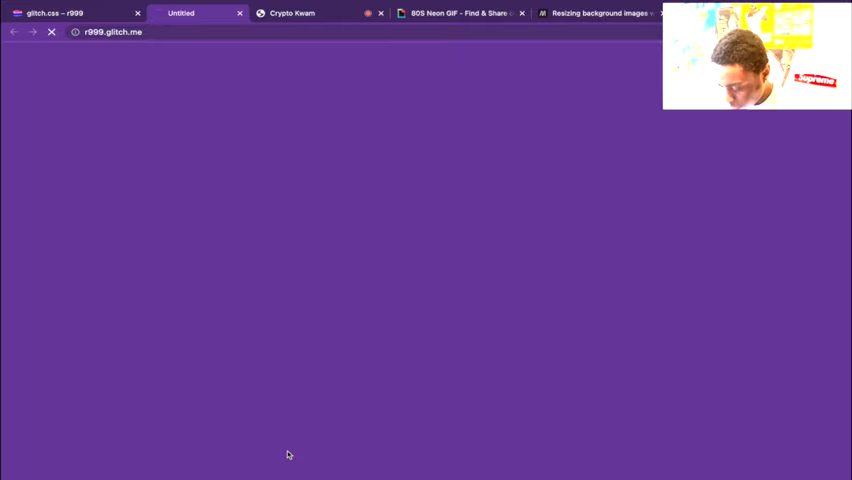 glitch.css – r999
Untitled
Crypto Kwam
80S Neon GIF - Find & Share
Resizing background images
r999.glitch.me
Supreme